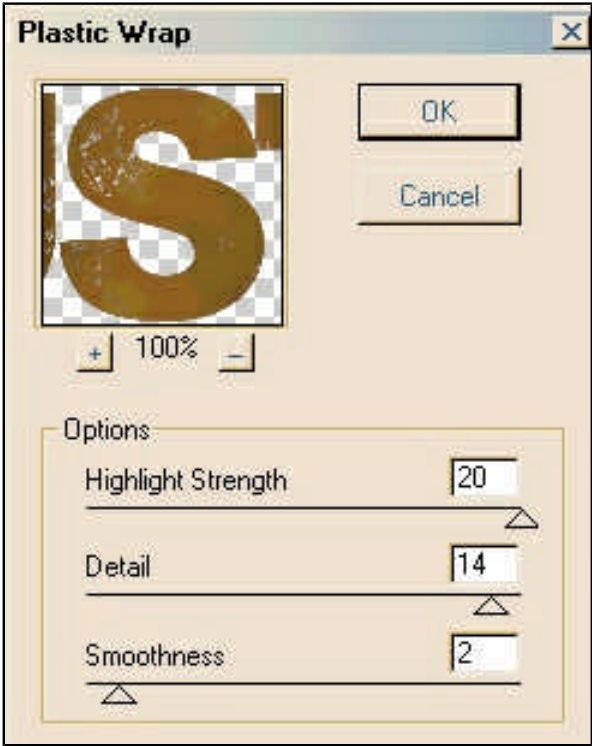 Plastic Wrap
S
OK
Cancel
+ 100% -
Options
Highlight Strength 20
Detail 14
Smoothness 2